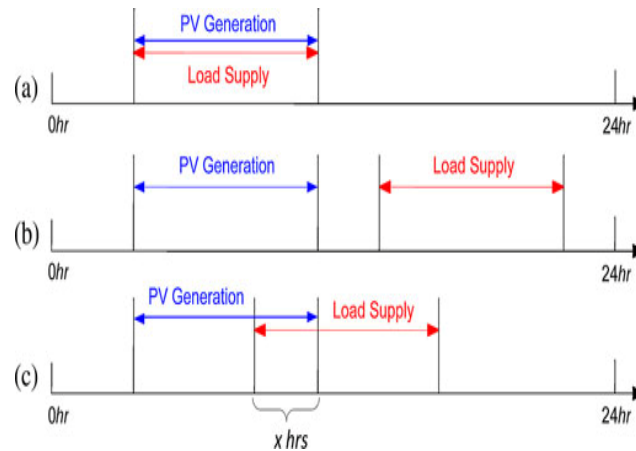 PV Generation
Load Supply
(a)
0hr
24hr
PV Generation
Load Supply
(b)
0hr
24hr
PV Generation
Load Supply
(c)
0hr
24hr
x hrs